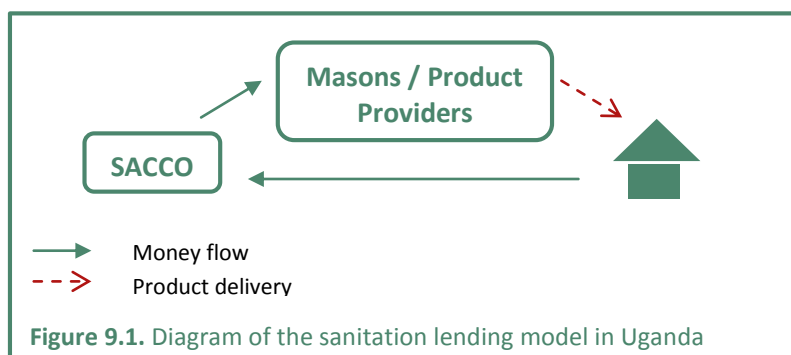 Masons / Product
Providers
SACCO
Money flow
Product delivery
Figure 9.1. Diagram of the sanitation lending model in Uganda